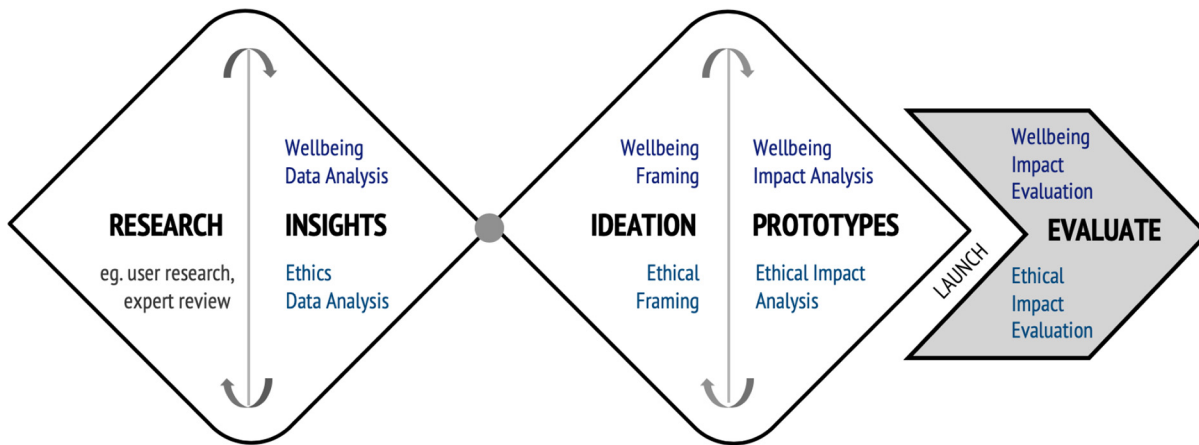 RESEARCH
eg. user research,
expert review
Wellbeing
Data Analysis
INSIGHTS
Ethics
Data Analysis
Wellbeing
Framing
IDEATION
Ethical
Framing
Wellbeing
Impact Analysis
PROTOTYPES
Ethical Impact
Analysis
LAUNCH
Wellbeing
Impact
Evaluation
EVALUATE
Ethical
Impact
Evaluation